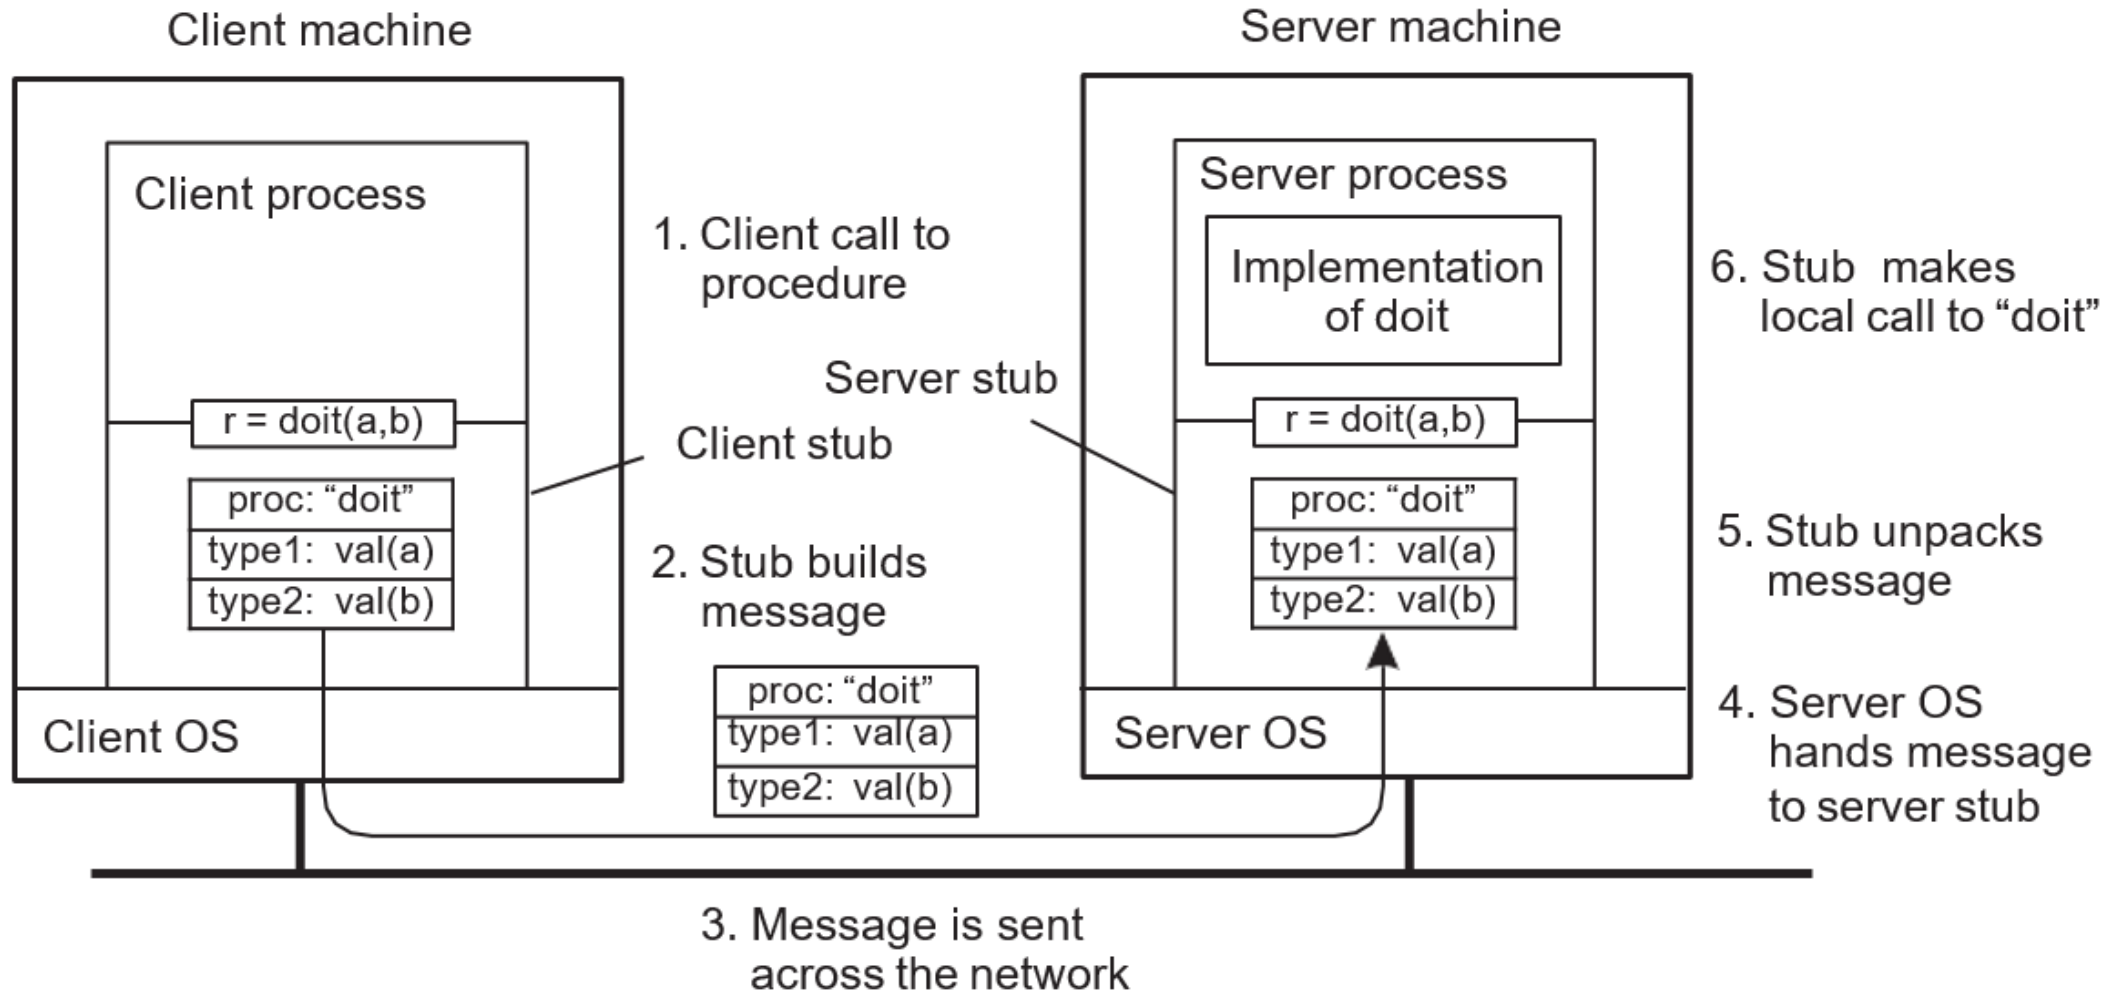 Client machine
Client process
r = doit(a,b)
proc: “doit”
type1: val(a)
type2: val(b)
Client OS
1. Client call to
procedure
Server stub
Client stub
2. Stub builds
message
proc: “doit”
type1: val(a)
type2: val(b)
3. Message is sent
across the network
Server machine
Server process
Implementation
of doit
r = doit(a,b)
proc: “doit”
type1: val(a)
type2: val(b)
Server OS
6. Stub makes
local call to “doit”
5. Stub unpacks
message
4. Server OS
hands message
to server stub